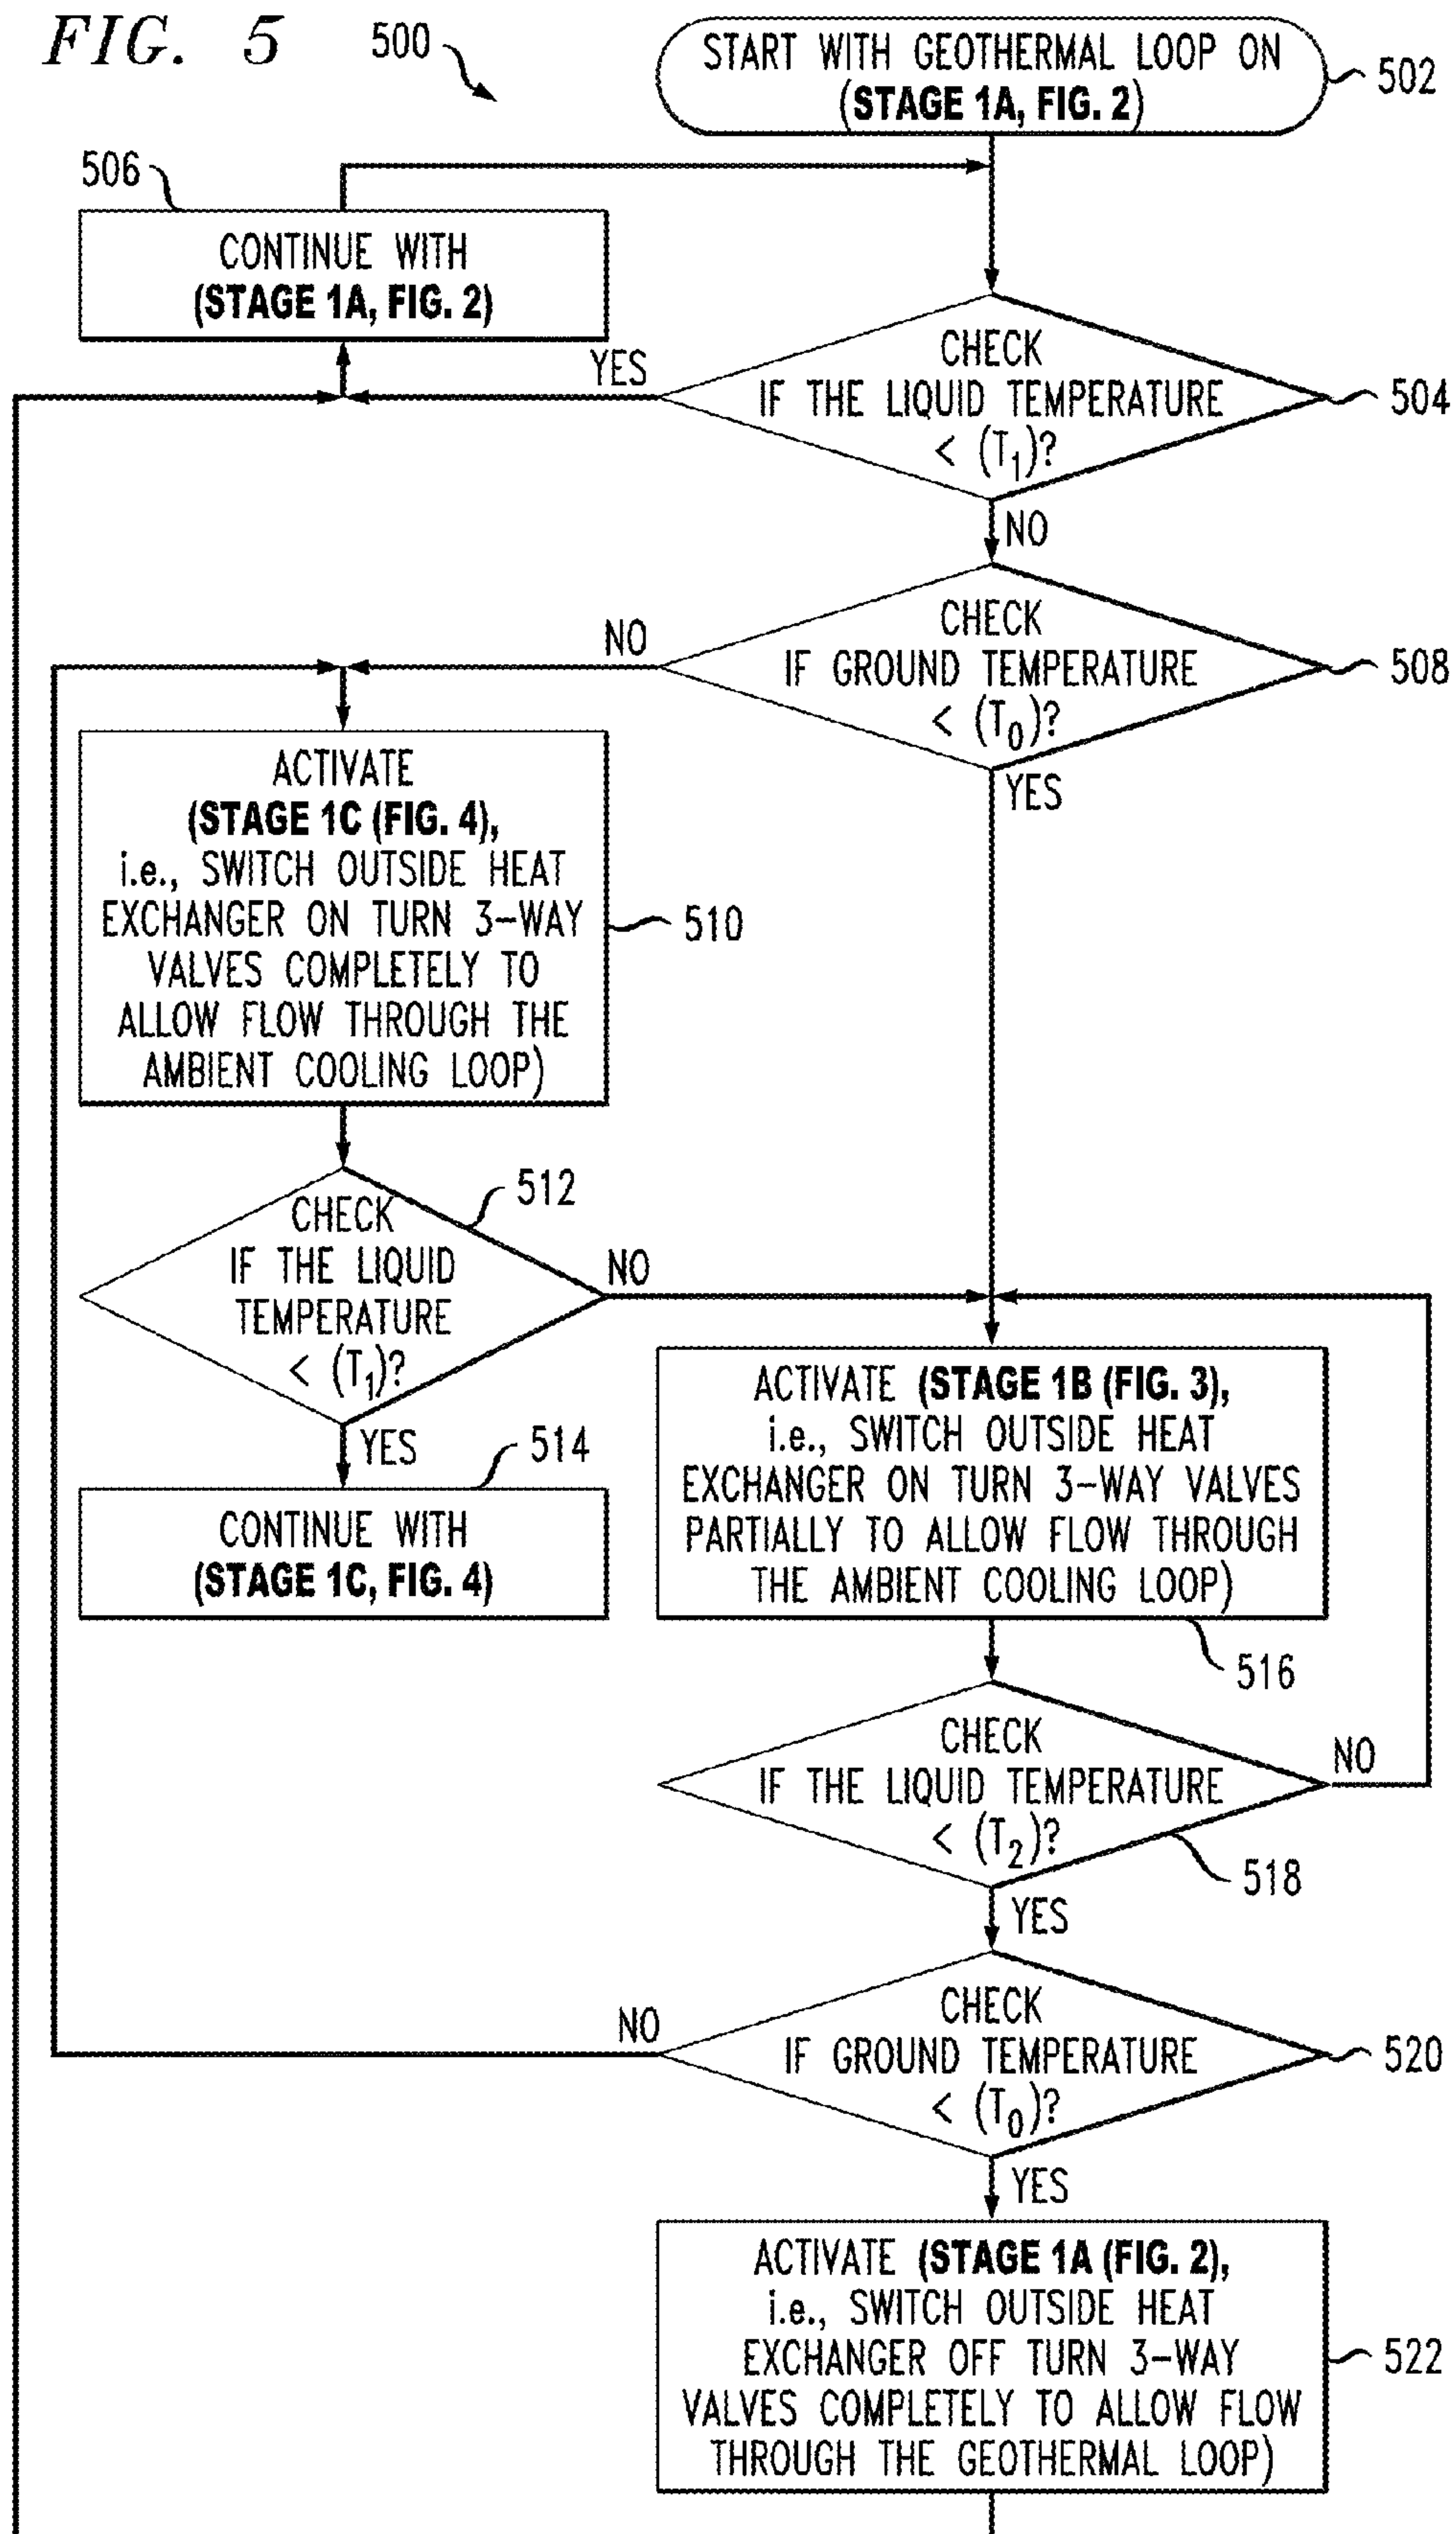 FIG. 5
500
START WITH GEOTHERMAL LOOP ON
(STAGE 1A, FIG. 2)
502
506
CONTINUE WITH
(STAGE 1A, FIG. 2)
YES
CHECK
IF THE LIQUID TEMPERATURE
< (T₁)?
504
NO
CHECK
IF GROUND TEMPERATURE
< (T₀)?
508
NO
YES
ACTIVATE
(STAGE 1C (FIG. 4),
i.e., SWITCH OUTSIDE HEAT
EXCHANGER ON TURN 3-WAY
VALVES COMPLETELY TO
ALLOW FLOW THROUGH THE
AMBIENT COOLING LOOP)
510
512
CHECK
IF THE LIQUID
TEMPERATURE
< (T₁)?
NO
YES
514
CONTINUE WITH
(STAGE 1C, FIG. 4)
ACTIVATE (STAGE 1B (FIG. 3),
i.e., SWITCH OUTSIDE HEAT
EXCHANGER ON TURN 3-WAY VALVES
PARTIALLY TO ALLOW FLOW THROUGH
THE AMBIENT COOLING LOOP)
516
CHECK
IF THE LIQUID TEMPERATURE
< (T₂)?
NO
518
YES
CHECK
IF GROUND TEMPERATURE
< (T₀)?
NO
520
YES
ACTIVATE (STAGE 1A (FIG. 2),
i.e., SWITCH OUTSIDE HEAT
EXCHANGER OFF TURN 3-WAY
VALVES COMPLETELY TO ALLOW FLOW
THROUGH THE GEOTHERMAL LOOP)
522